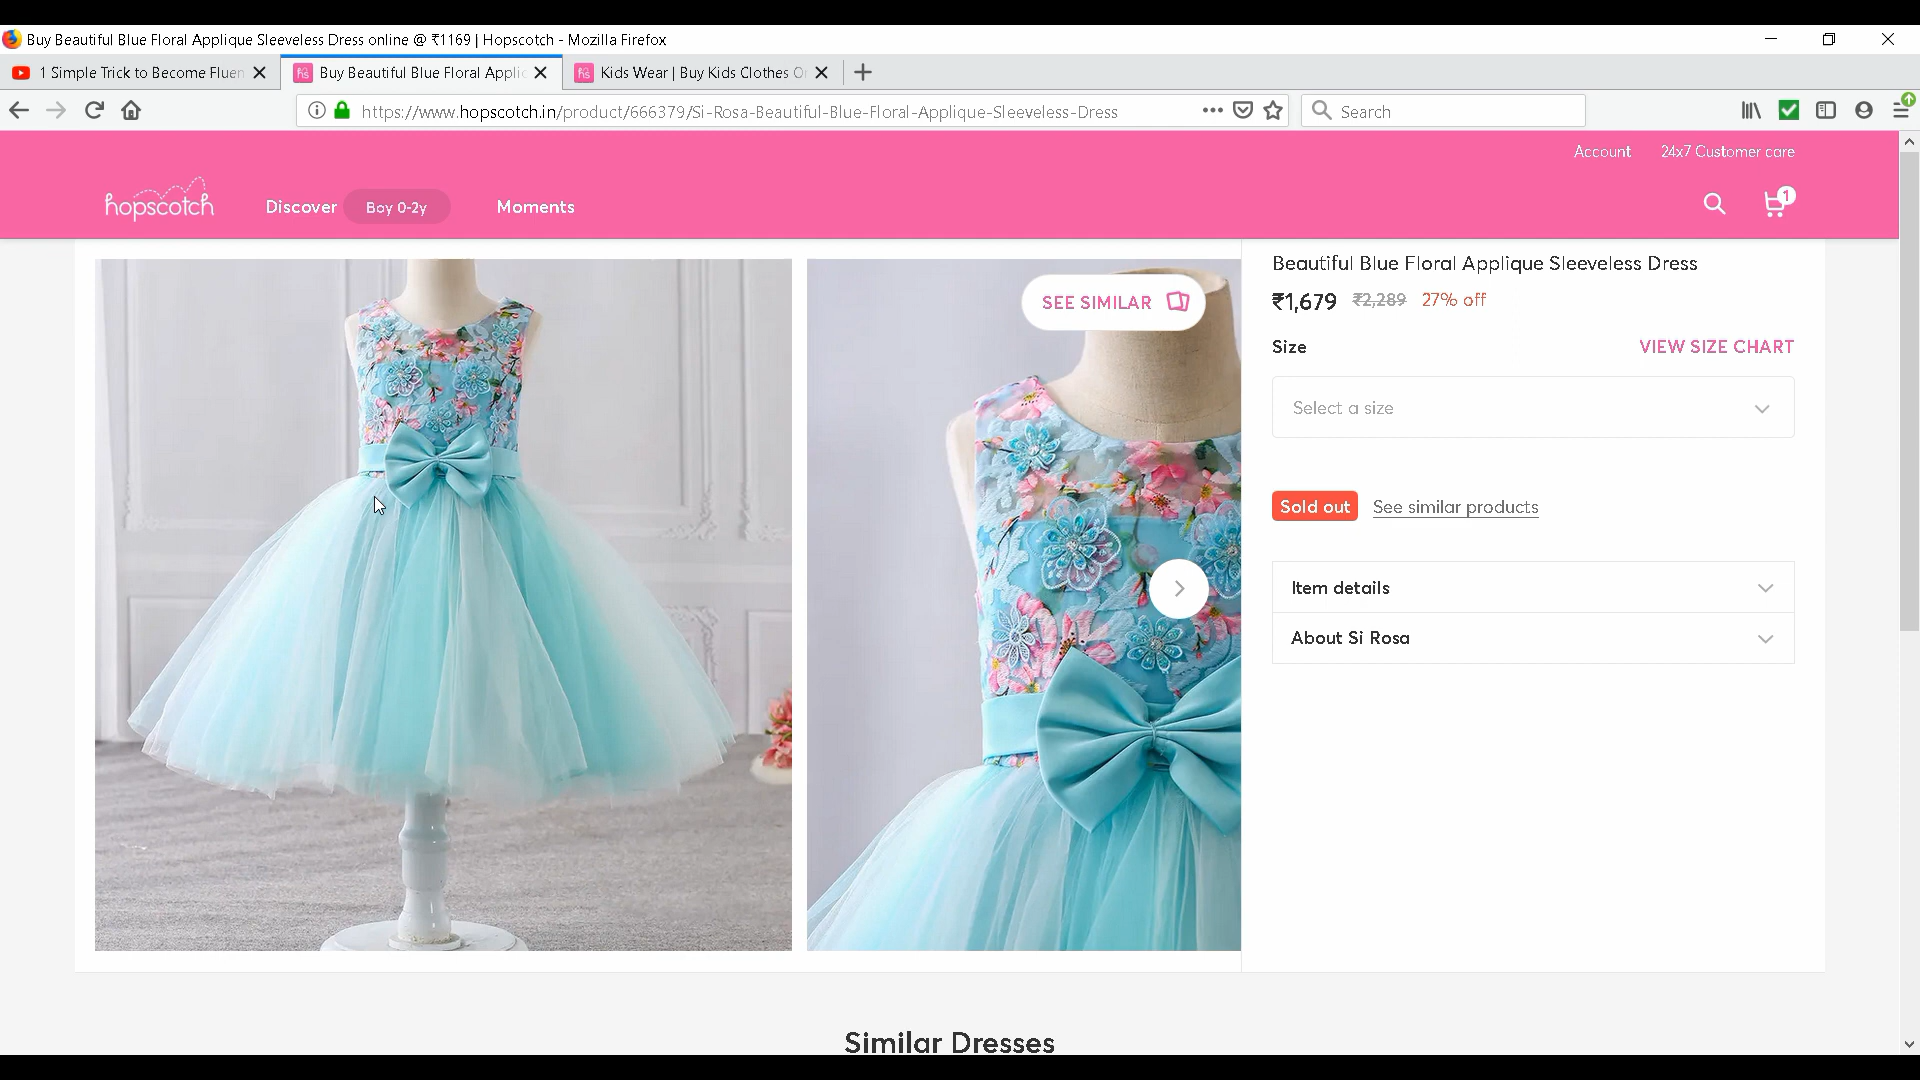 Buy Beautiful Blue Floral Applique Sleeveless Dress online @ ₹1169 | Hopscotch - Mozilla Firefox
1 Simple Trick to Become Fluen
Buy Beautiful Blue Floral Applic
Kids Wear | Buy Kids Clothes O
https://www.hopscotch.in/product/666379/Si-Rosa-Beautiful-Blue-Floral-Applique-Sleeveless-Dress
Search
Account
24x7 Customer care
hopscotch
Discover
Boy 0-2y
Moments
1
SEE SIMILAR
Beautiful Blue Floral Applique Sleeveless Dress
₹1,679 ₹2,289 27% off
Size
VIEW SIZE CHART
Select a size
Sold out
See similar products
Item details
About Si Rosa
Similar Dresses